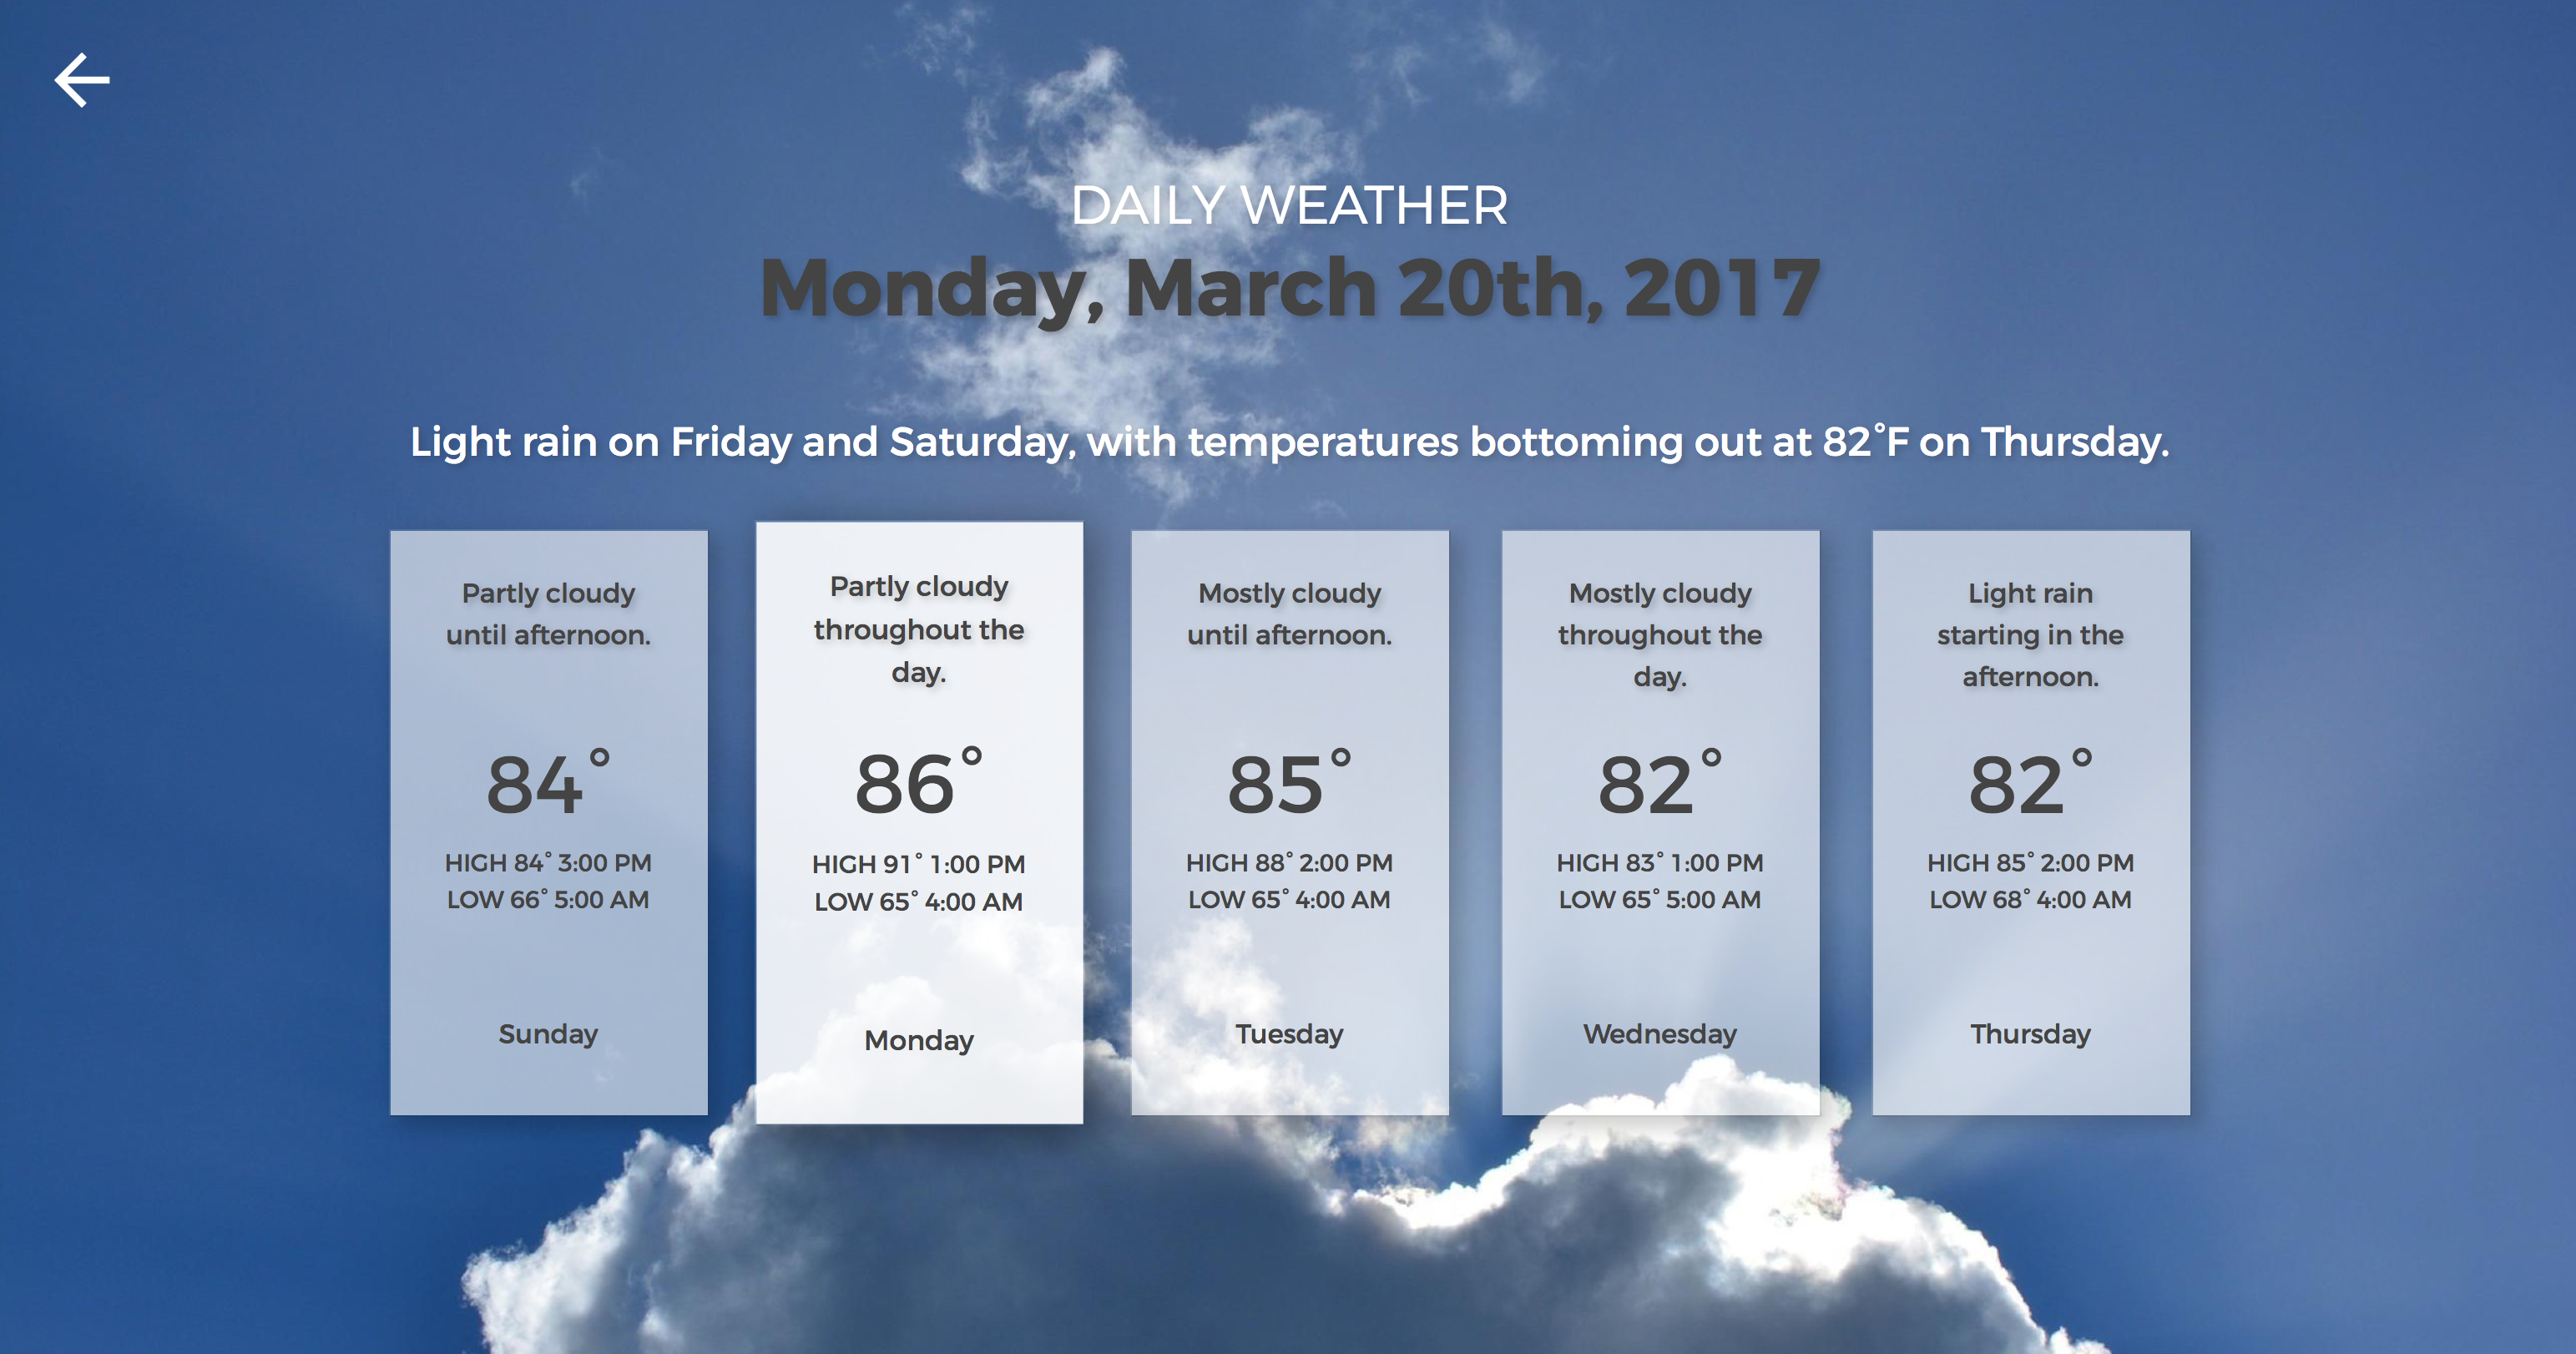 DAILY WEATHER
Monday, March 20th, 2017
Light rain on Friday and Saturday, with temperatures bottoming out at 82°F on Thursday.
Partly cloudy
until afternoon.
84°
HIGH 84° 3:00 PM
LOW 66° 5:00 AM
Sunday
Partly cloudy
throughout the
day.
86°
HIGH 91° 1:00 PM
LOW 65° 4:00 AM
Monday
Mostly cloudy
until afternoon.
85°
HIGH 88° 2:00 PM
LOW 65° 4:00 AM
Tuesday
Mostly cloudy
throughout the
day.
82°
HIGH 83° 1:00 PM
LOW 65° 5:00 AM
Wednesday
Light rain
starting in the
afternoon.
82°
HIGH 85° 2:00 PM
LOW 68° 4:00 AM
Thursday